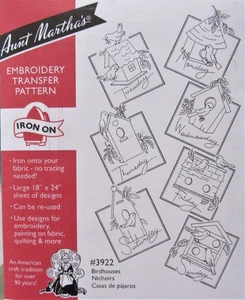 Aunt Martha's®
EMBROIDERY
TRANSFER
PATTERN
IRON ON
• Iron onto your
fabric - no tracing
needed!
• Large 18" x 24"
sheet of designs
• Can be re-used
• Use designs for
embroidery,
painting on fabric,
quilting & more
An American
craft tradition
for over
90 years!
Monday
Tuesday
Wednesday
Thursday
Friday
Saturday
Sunday
#3922
Birdhouses
Nichoirs
Casas de pájaros